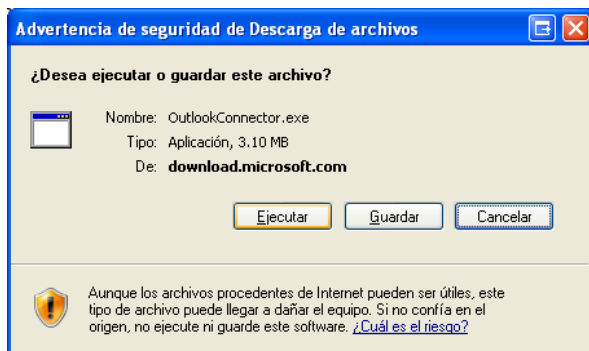 Advertencia de seguridad de Descarga de archivos
¿Desea ejecutar o guardar este archivo?
Nombre: OutlookConnector.exe
Tipo: Aplicación, 3.10 MB
De: download.microsoft.com
Ejecutar Guardar Cancelar
Aunque los archivos procedentes de Internet pueden ser útiles, este
tipo de archivo puede llegar a dañar el equipo. Si no confía en el
origen, no ejecute ni guarde este software. ¿Cuál es el riesgo?